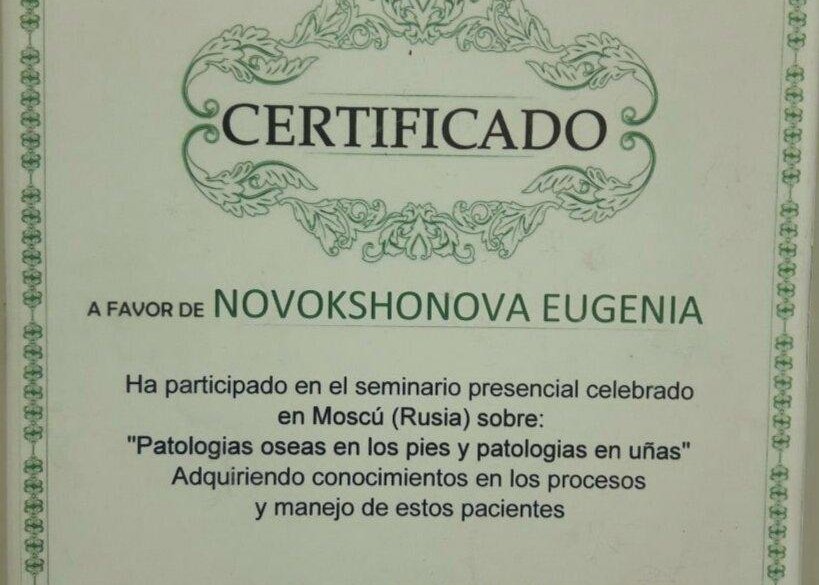 CERTIFICADO
A FAVOR DE NOVOKSHONOVA EUGENIA
Ha participado en el seminario presencial celebrado
en Moscú (Rusia) sobre:
"Patologias oseas en los pies y patologias en uñas"
Adquiriendo conocimientos en los procesos
y manejo de estos pacientes